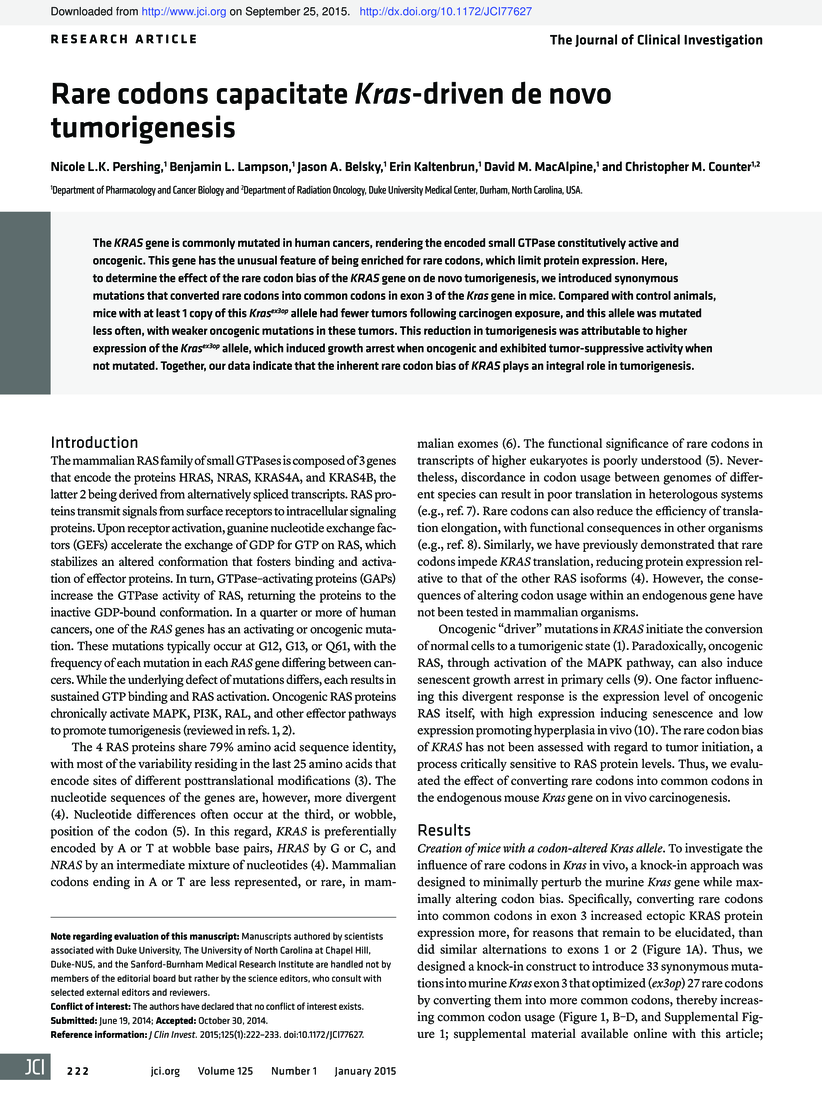 Downloaded from http://www.jci.org on September 25, 2015. http://dx.doi.org/10.1172/JCI77627
RESEARCH ARTICLE
The Journal of Clinical Investigation
Rare codons capacitate Kras-driven de novo
tumorigenesis
Nicole L.K. Pershing,1 Benjamin L. Lampson,1 Jason A. Belsky,1 Erin Kaltenbrun,1 David M. MacAlpine,1 and Christopher M. Counter1,2
1Department of Pharmacology and Cancer Biology and 2Department of Radiation Oncology, Duke University Medical Center, Durham, North Carolina, USA.
The KRAS gene is commonly mutated in human cancers, rendering the encoded small GTPase constitutively active and
oncogenic. This gene has the unusual feature of being enriched for rare codons, which limit protein expression. Here,
to determine the effect of the rare codon bias of the KRAS gene on de novo tumorigenesis, we introduced synonymous
mutations that converted rare codons into common codons in exon 3 of the Kras gene in mice. Compared with control animals,
mice with at least 1 copy of this Krasex3op allele had fewer tumors following carcinogen exposure, and this allele was mutated
less often, with weaker oncogenic mutations in these tumors. This reduction in tumorigenesis was attributable to higher
expression of the Krasex3op allele, which induced growth arrest when oncogenic and exhibited tumor-suppressive activity when
not mutated. Together, our data indicate that the inherent rare codon bias of KRAS plays an integral role in tumorigenesis.
Introduction
The mammalian RAS family of small GTPases is composed of 3 genes
that encode the proteins HRAS, NRAS, KRAS4A, and KRAS4B, the
latter 2 being derived from alternatively spliced transcripts. RAS pro-
teins transmit signals from surface receptors to intracellular signaling
proteins. Upon receptor activation, guanine nucleotide exchange fac-
tors (GEFs) accelerate the exchange of GDP for GTP on RAS, which
stabilizes an altered conformation that fosters binding and activa-
tion of effector proteins. In turn, GTPase–activating proteins (GAPs)
increase the GTPase activity of RAS, returning the proteins to the
inactive GDP-bound conformation. In a quarter or more of human
cancers, one of the RAS genes has an activating or oncogenic muta-
tion. These mutations typically occur at G12, G13, or Q61, with the
frequency of each mutation in each RAS gene differing between can-
cers. While the underlying defect of mutations differs, each results in
sustained GTP binding and RAS activation. Oncogenic RAS proteins
chronically activate MAPK, PI3K, RAL, and other effector pathways
to promote tumorigenesis (reviewed in refs. 1, 2).
The 4 RAS proteins share 79% amino acid sequence identity,
with most of the variability residing in the last 25 amino acids that
encode sites of different posttranslational modifications (3). The
nucleotide sequences of the genes are, however, more divergent
(4). Nucleotide differences often occur at the third, or wobble,
position of the codon (5). In this regard, KRAS is preferentially
encoded by A or T at wobble base pairs, HRAS by G or C, and
NRAS by an intermediate mixture of nucleotides (4). Mammalian
codons ending in A or T are less represented, or rare, in mam-
Note regarding evaluation of this manuscript: Manuscripts authored by scientists
associated with Duke University, The University of North Carolina at Chapel Hill,
Duke-NUS, and the Sanford-Burnham Medical Research Institute are handled not by
members of the editorial board but rather by the science editors, who consult with
selected external editors and reviewers.
Conflict of interest: The authors have declared that no conflict of interest exists.
Submitted: June 19, 2014; Accepted: October 30, 2014.
Reference information: J Clin Invest. 2015;125(1):222–233. doi:10.1172/JCI77627.
malian exomes (6). The functional significance of rare codons in
transcripts of higher eukaryotes is poorly understood (5). Never-
theless, discordance in codon usage between genomes of differ-
ent species can result in poor translation in heterologous systems
(e.g., ref. 7). Rare codons can also reduce the efficiency of transla-
tion elongation, with functional consequences in other organisms
(e.g., ref. 8). Similarly, we have previously demonstrated that rare
codons impede KRAS translation, reducing protein expression rel-
ative to that of the other RAS isoforms (4). However, the conse-
quences of altering codon usage within an endogenous gene have
not been tested in mammalian organisms.
Oncogenic “driver” mutations in KRAS initiate the conversion
of normal cells to a tumorigenic state (1). Paradoxically, oncogenic
RAS, through activation of the MAPK pathway, can also induce
senescent growth arrest in primary cells (9). One factor influenc-
ing this divergent response is the expression level of oncogenic
RAS itself, with high expression inducing senescence and low
expression promoting hyperplasia in vivo (10). The rare codon bias
of KRAS has not been assessed with regard to tumor initiation, a
process critically sensitive to RAS protein levels. Thus, we evalu-
ated the effect of converting rare codons into common codons in
the endogenous mouse Kras gene on in vivo carcinogenesis.
Results
Creation of mice with a codon-altered Kras allele. To investigate the
influence of rare codons in Kras in vivo, a knock-in approach was
designed to minimally perturb the murine Kras gene while max-
imally altering codon bias. Specifically, converting rare codons
into common codons in exon 3 increased ectopic KRAS protein
expression more, for reasons that remain to be elucidated, than
did similar alternations to exons 1 or 2 (Figure 1A). Thus, we
designed a knock-in construct to introduce 33 synonymous muta-
tions into murine Kras exon 3 that optimized (ex3op) 27 rare codons
by converting them into more common codons, thereby increas-
ing common codon usage (Figure 1, B–D, and Supplemental Fig-
ure 1; supplemental material available online with this article;
JCI 222 jci.org Volume 125 Number 1 January 2015